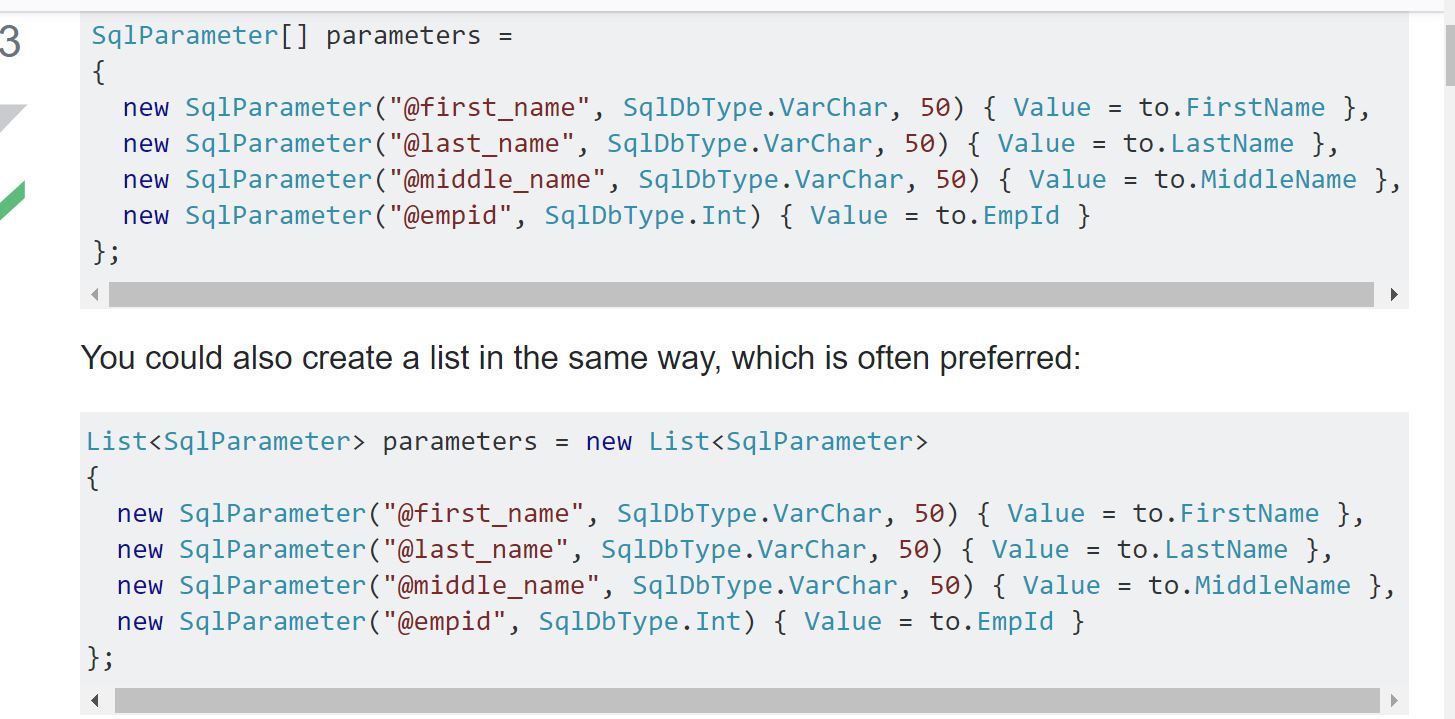 3
SqlParameter[] parameters =
{
  new SqlParameter("@first_name", SqlDbType.VarChar, 50) { Value = to.FirstName },
  new SqlParameter("@last_name", SqlDbType.VarChar, 50) { Value = to.LastName },
  new SqlParameter("@middle_name", SqlDbType.VarChar, 50) { Value = to.MiddleName },
  new SqlParameter("@empid", SqlDbType.Int) { Value = to.EmpId }
};
You could also create a list in the same way, which is often preferred:
List<SqlParameter> parameters = new List<SqlParameter>
{
  new SqlParameter("@first_name", SqlDbType.VarChar, 50) { Value = to.FirstName },
  new SqlParameter("@last_name", SqlDbType.VarChar, 50) { Value = to.LastName },
  new SqlParameter("@middle_name", SqlDbType.VarChar, 50) { Value = to.MiddleName },
  new SqlParameter("@empid", SqlDbType.Int) { Value = to.EmpId }
};